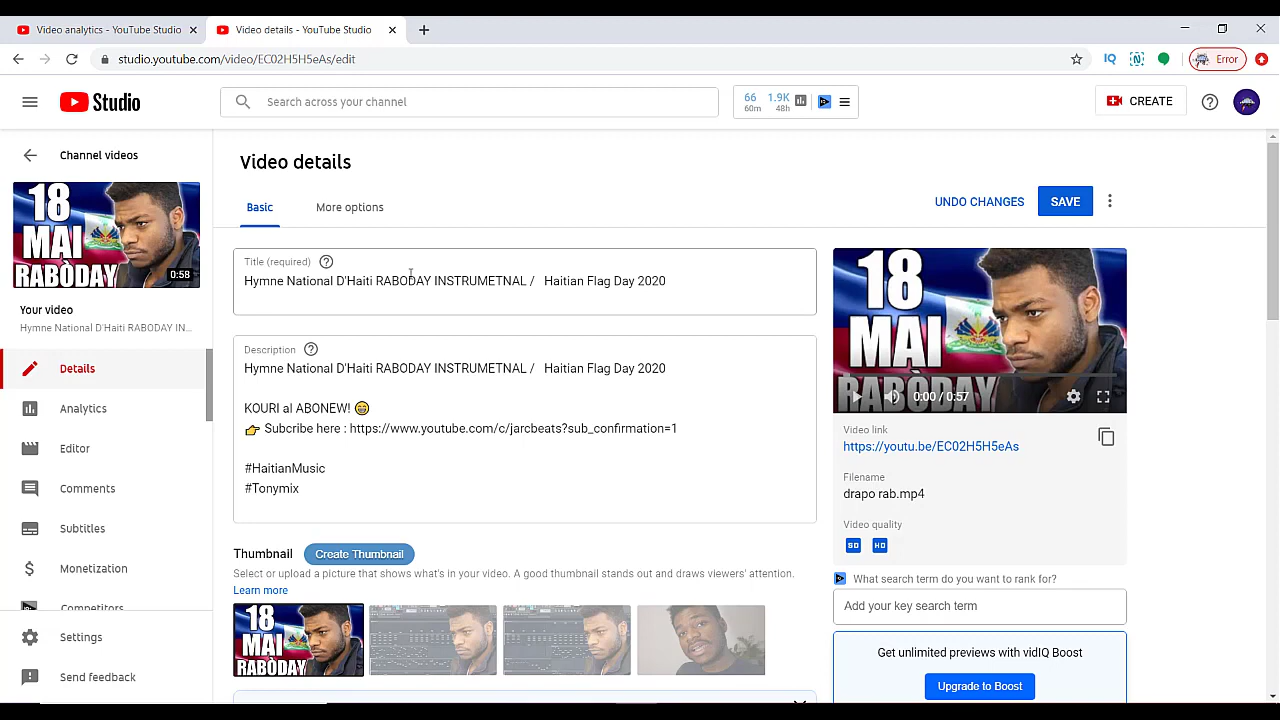 Video analytics - YouTube Studio
Video details - YouTube Studio
studio.youtube.com/video/EC02H5H5eAs/edit
IQ
N
Error
Studio
Search across your channel
66 1.9K
60m 48h
CREATE
Channel videos
18
MAI
RABÒDAY
0:58
Your video
Hymne National D'Haiti RABODAY IN...
Details
Analytics
Editor
Comments
Subtitles
Monetization
Competitors
Settings
Send feedback
Video details
Basic
More options
UNDO CHANGES
SAVE
Title (required)
Hymne National D'Haiti RABODAY INSTRUMETNAL / Haitian Flag Day 2020
Description
Hymne National D'Haiti RABODAY INSTRUMETNAL / Haitian Flag Day 2020
KOURI al ABONEW! 😁
👉 Subcribe here : https://www.youtube.com/c/jarcbeats?sub_confirmation=1
#HaitianMusic
#Tonymix
Thumbnail
Create Thumbnail
Select or upload a picture that shows what's in your video. A good thumbnail stands out and draws viewers' attention.
Learn more
18
MAI
RABÒDAY
18
MAI
RABÒDAY
0:00 / 0:57
Video link
https://youtu.be/EC02H5H5eAs
Filename
drapo rab.mp4
Video quality
SD
HD
What search term do you want to rank for?
Add your key search term
Get unlimited previews with vidIQ Boost
Upgrade to Boost